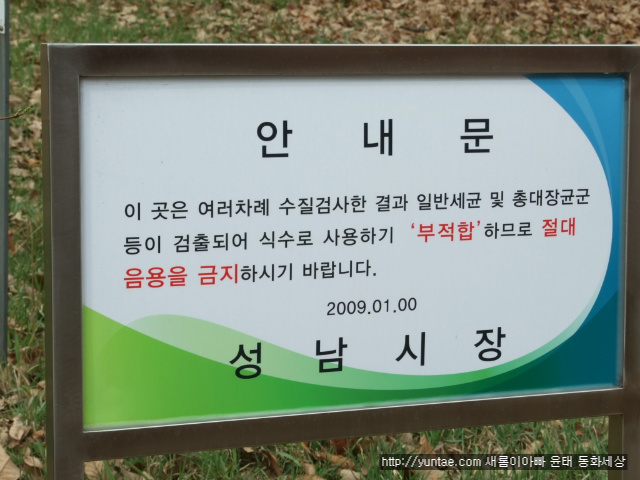 안 내 문
이 곳은 여러차례 수질검사한 결과 일반세균 및 총대장균군
등이 검출되어 식수로 사용하기 '부적합'하므로 절대
음용을 금지하시기 바랍니다.
2009.01.00
성 남 시 장
http://yuntae.com 새롬이아빠 윤태 동화세상